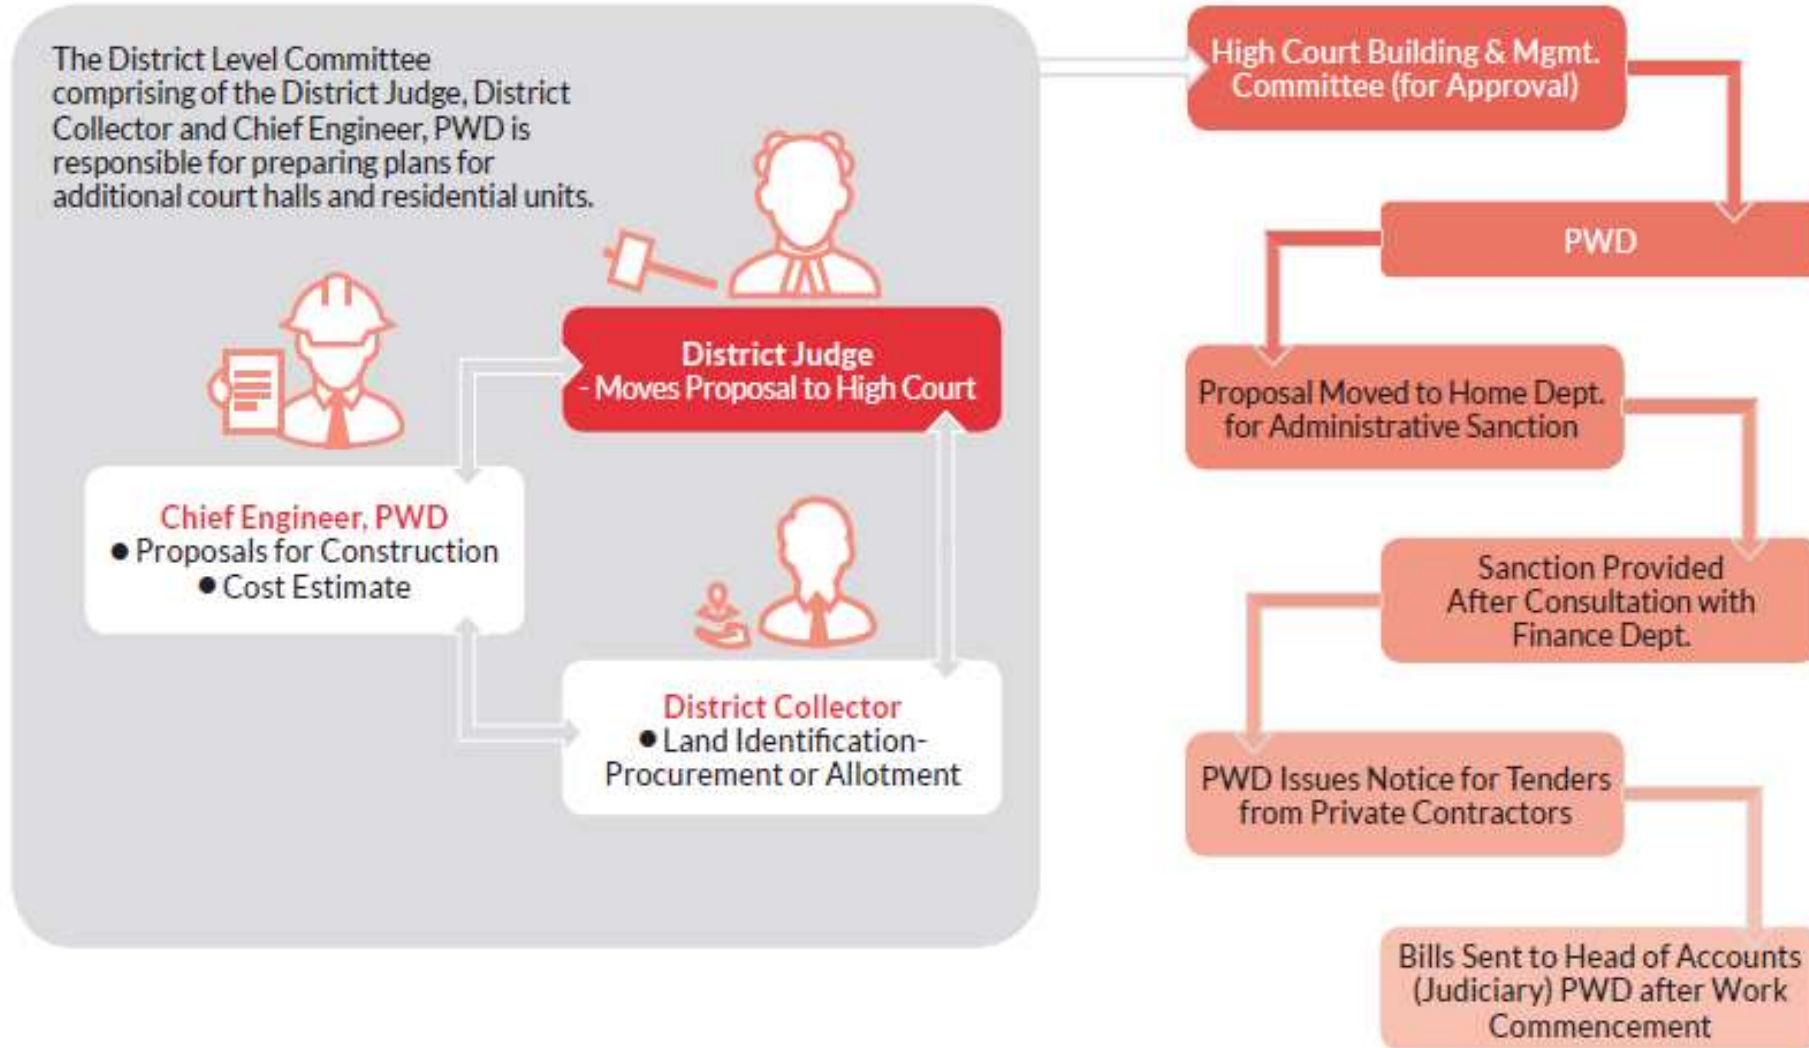 The District Level Committee
comprising of the District Judge, District
Collector and Chief Engineer, PWD is
responsible for preparing plans for
additional court halls and residential units.
District Judge
- Moves Proposal to High Court
Chief Engineer, PWD
● Proposals for Construction
● Cost Estimate
District Collector
● Land Identification-
Procurement or Allotment
High Court Building & Mgmt.
Committee (for Approval)
PWD
Proposal Moved to Home Dept.
for Administrative Sanction
Sanction Provided
After Consultation with
Finance Dept.
PWD Issues Notice for Tenders
from Private Contractors
Bills Sent to Head of Accounts
(Judiciary) PWD after Work
Commencement